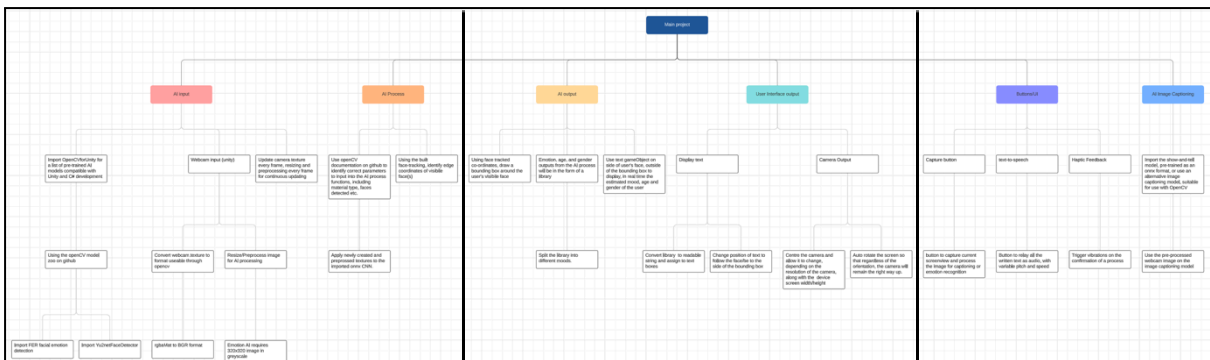 Main project
AI input
AI Process
AI output
User Interface output
Buttons/UI
AI Image Captioning
Import OpenCVforUnity for
a list of pre-trained AI
models compatible with
Unity and C# development
Webcam input (unity)
Update camera texture
every frame, resizing and
preprocessing every frame
for continuous updating
Use openCV
documentation on github to
identify correct parameters
to input into the AI process
functions, including
material type, faces
detected etc.
Using the built
face-tracking, identify edge
coordinates of visible
face(s)
Using face tracked
co-ordinates, draw a
bounding box around the
user's visible face
Emotion, age, and gender
outputs from the AI process
will be in the form of a
library
Use text gameObject on
side of user's face, outside
of the bounding box to
display, in real time the
estimated mood, age and
gender of the user
Display text
Camera Output
Capture button
text-to-speech
Haptic Feedback
Import the show-and-tell
model, pre-trained as an
onnx format, or use an
alternative image
captioning model, suitable
for use with OpenCV
Using the openCV model
zoo on github
Convert webcam texture to
format useable through
opencv
Resize/Preprocess image
for AI processing
Apply newly created and
preprossed textures to the
imported onnx CNN
Split the library into
different moods
Convert library to readable
string and assign to text
boxes
Change position of text to
follow the face/be to the
side of the bounding box
Centre the camera and
allow it to change,
depending on the
resolution of the camera,
along with the device
screen width/height
Auto rotate the screen so
that regardless of the
orientation, the camera will
remain the right way up.
button to capture current
screenview and process
the image for captioning or
emotion recognition
Button to relay all the
written text as audio, with
variable pitch and speed
Trigger vibrations on the
confirmation of a process
Use the pre-processed
webcam image on the
image captioning model
Import FER facial emotion
detection
Import YuNetFaceDetector
rgbaMat to BGR format
Emotion AI requires
320x320 image in
greyscale